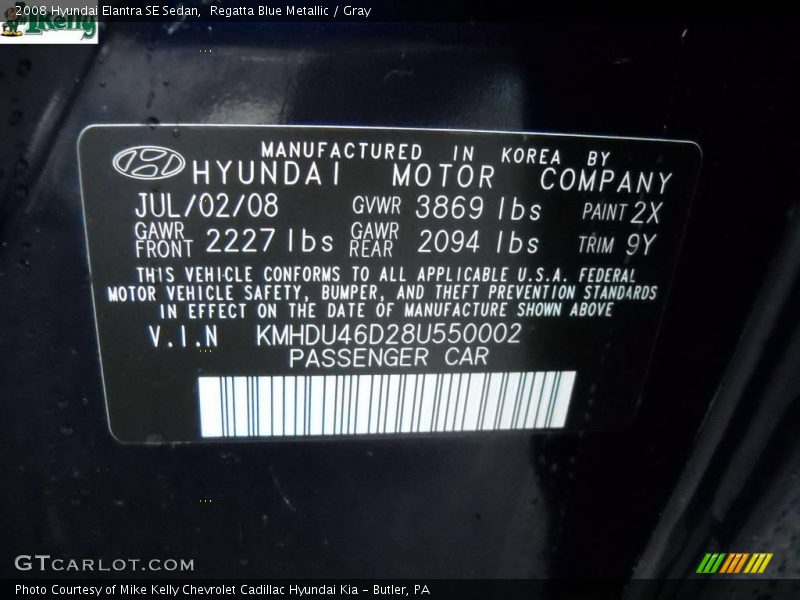 2008 Hyundai Elantra SE Sedan,  Regatta Blue Metallic / Gray
Kelly
MANUFACTURED IN KOREA BY
HYUNDAI MOTOR COMPANY
JUL/02/08 GVWR 3869 lbs PAINT 2X
GAWR FRONT 2227 lbs GAWR REAR 2094 lbs TRIM 9Y
THIS VEHICLE CONFORMS TO ALL APPLICABLE U.S.A. FEDERAL
MOTOR VEHICLE SAFETY, BUMPER, AND THEFT PREVENTION STANDARDS
IN EFFECT ON THE DATE OF MANUFACTURE SHOWN ABOVE
V.I.N KMHDU46D28U550002
PASSENGER CAR
GTCARLOT.COM
Photo Courtesy of Mike Kelly Chevrolet Cadillac Hyundai Kia - Butler, PA